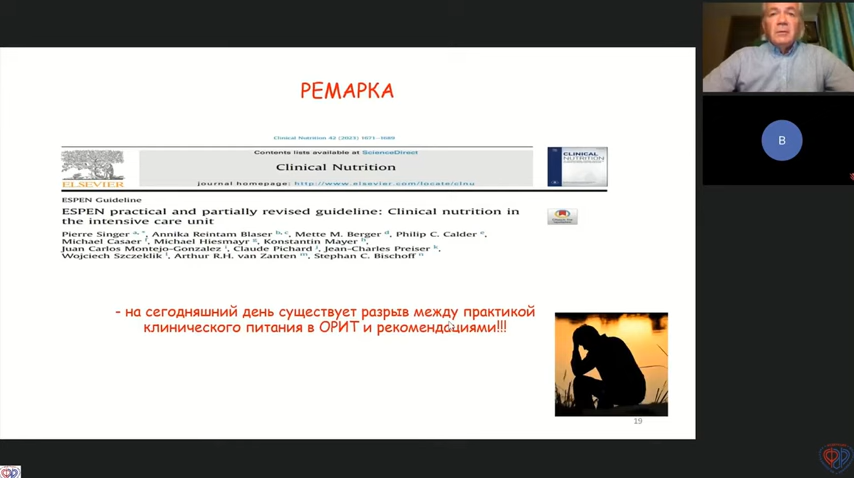 РЕМАРКА
Clinical Nutrition 42 (2023) 1671–1689
Contents lists available at ScienceDirect
Clinical Nutrition
journal homepage: http://www.elsevier.com/locate/clnu
ELSEVIER
CLINICAL
NUTRITION
ESPEN Guideline
ESPEN practical and partially revised guideline: Clinical nutrition in
the intensive care unit
Pierre Singer a, *, Annika Reintam Blaser b, c, Mette M. Berger d, Philip C. Calder e,
Michael Casaer f, Michael Hiesmayr g, Konstantin Mayer h,
Juan Carlos Montejo-Gonzalez i, Claude Pichard j, Jean-Charles Preiser k,
Wojciech Szczeklik l, Arthur R.H. van Zanten m, Stephan C. Bischoff n
- на сегодняшний день существует разрыв между практикой
клинического питания в ОРИТ и рекомендациями!!!
19
В